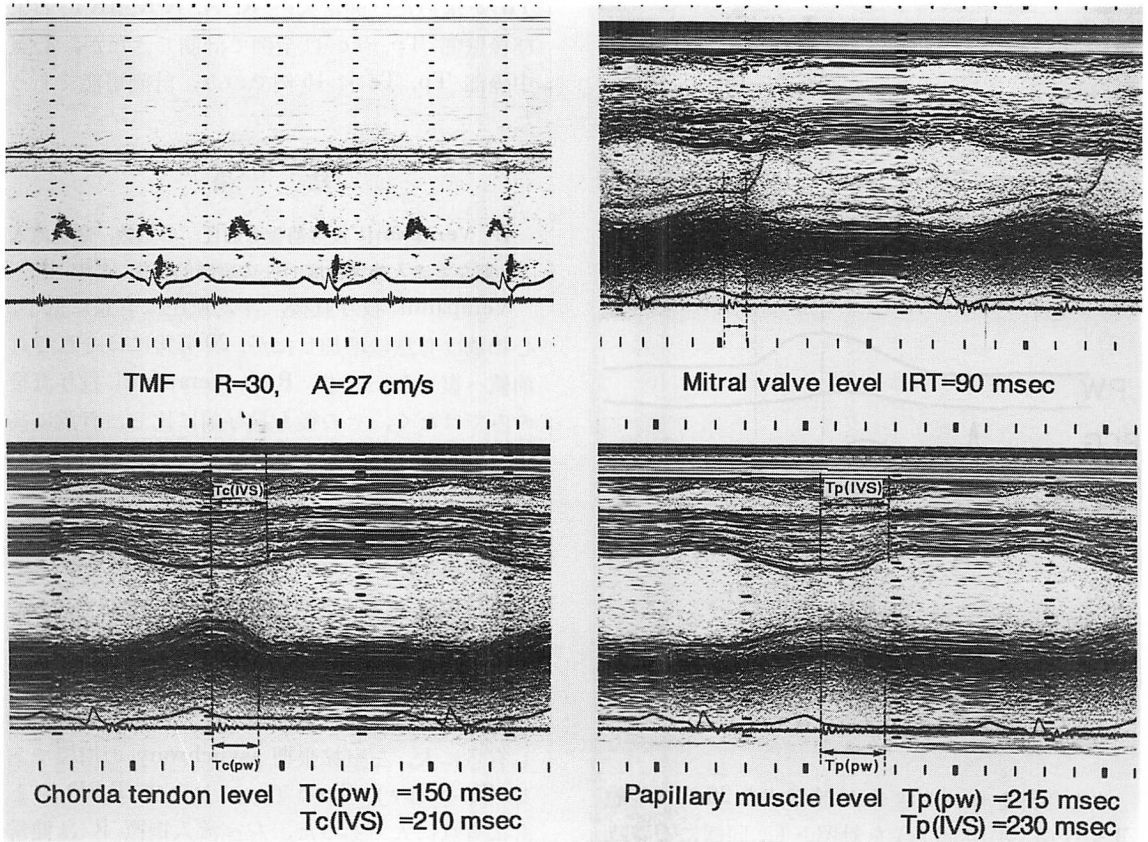 TMF R=30, A=27 cm/s
Mitral valve level IRT=90 msec
Tc(IVS)
Tc(pw)
Chorda tendon level Tc(pw) =150 msec
Tc(IVS) =210 msec
Tp(IVS)
Tp(pw)
Papillary muscle level Tp(pw) =215 msec
Tp(IVS) =230 msec